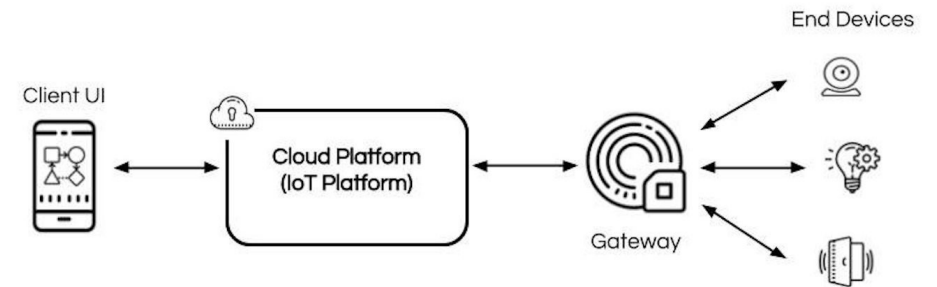 End Devices
Client UI
Cloud Platform
(IoT Platform)
Gateway